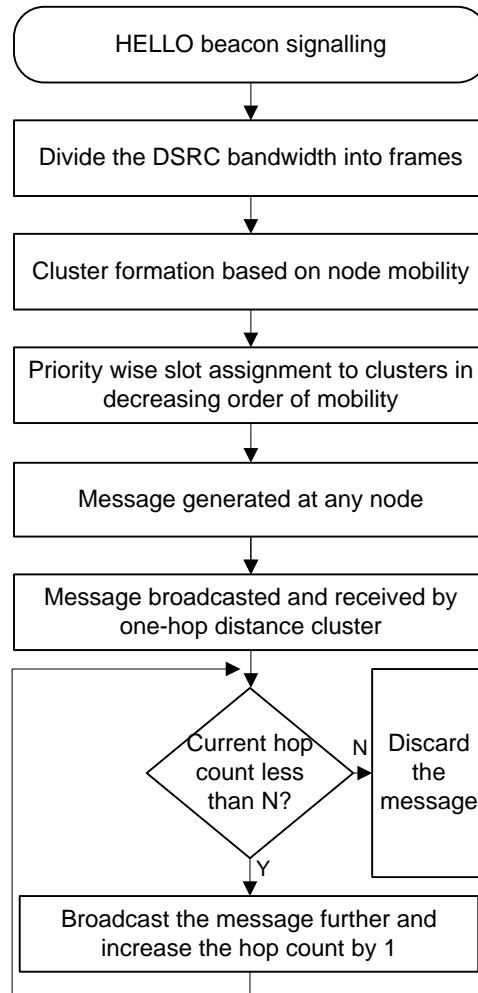 HELLO beacon signalling
Divide the DSRC bandwidth into frames
Cluster formation based on node mobility
Priority wise slot assignment to clusters in
decreasing order of mobility
Message generated at any node
Message broadcasted and received by
one-hop distance cluster
Current hop
count less
than N?
N
Discard
the
message
Y
Broadcast the message further and
increase the hop count by 1